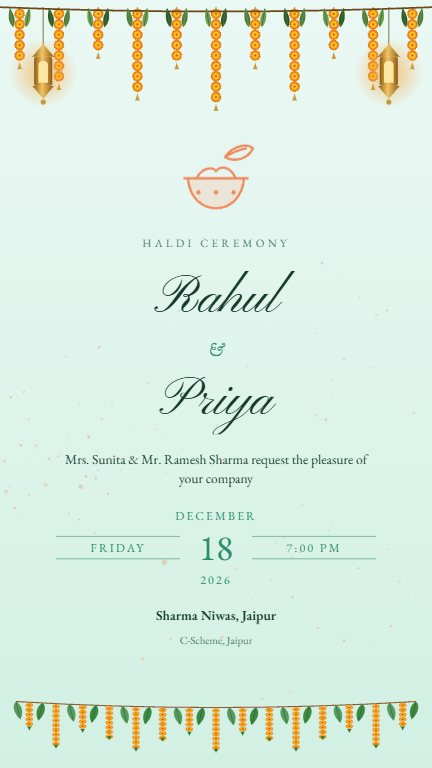 HALDI CEREMONY
Rahul
&
Priya
Mrs. Sunita & Mr. Ramesh Sharma request the pleasure of
your company
DECEMBER
FRIDAY 18 7:00 PM
2026
Sharma Niwas, Jaipur
C-Scheme, Jaipur